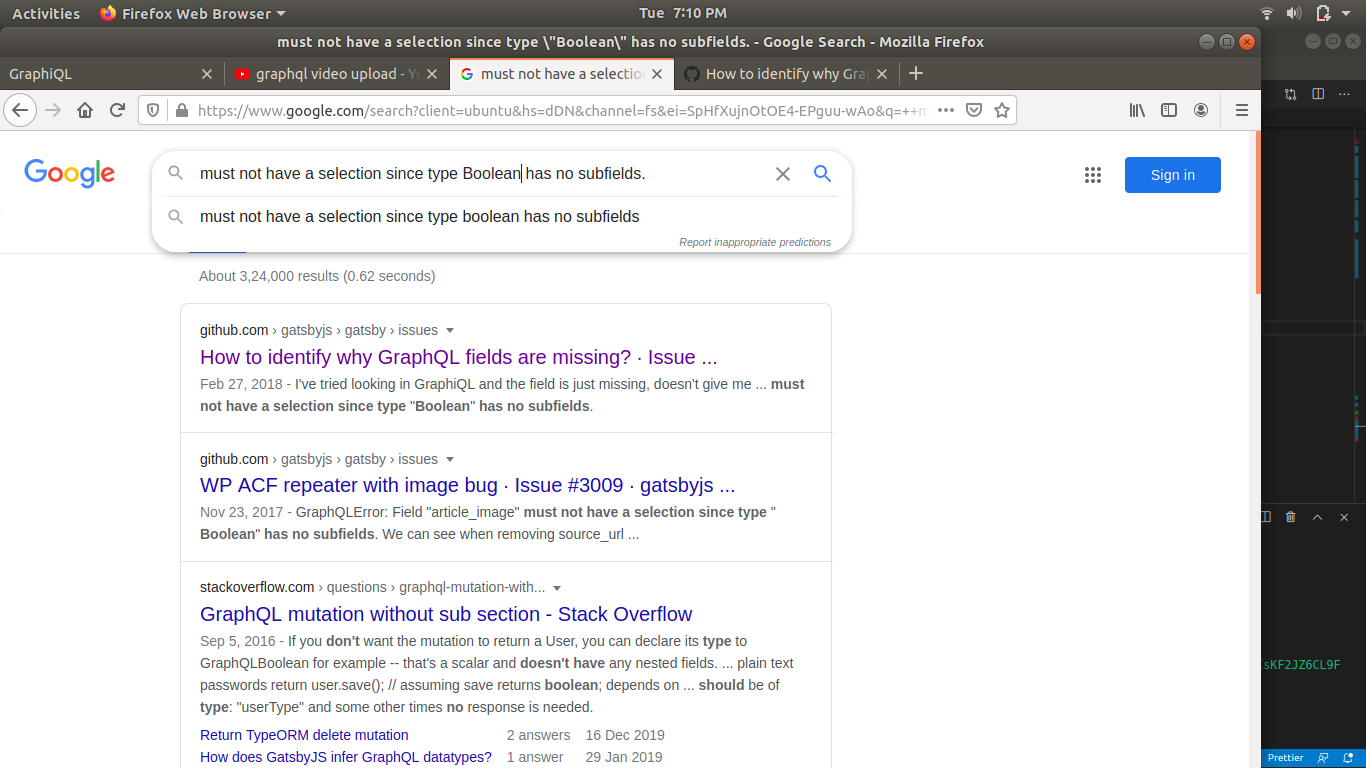 Activities Firefox Web Browser Tue 7:10 PM
must not have a selection since type \"Boolean\" has no subfields. - Google Search - Mozilla Firefox
GraphiQL graphql video upload - Yo must not have a selection How to identify why Grap
https://www.google.com/search?client=ubuntu&hs=dDN&channel=fs&ei=SpHfXujnOtOE4-EPguu-wAo&q=++m
Google must not have a selection since type Boolean has no subfields. Sign in
must not have a selection since type boolean has no subfields
Report inappropriate predictions
About 3,24,000 results (0.62 seconds)
github.com › gatsbyjs › gatsby › issues
How to identify why GraphQL fields are missing? · Issue ...
Feb 27, 2018 - I've tried looking in GraphiQL and the field is just missing, doesn't give me ... must
not have a selection since type "Boolean" has no subfields.
github.com › gatsbyjs › gatsby › issues
WP ACF repeater with image bug · Issue #3009 · gatsbyjs ...
Nov 23, 2017 - GraphQLError: Field "article_image" must not have a selection since type "
Boolean" has no subfields. We can see when removing source_url ...
stackoverflow.com › questions › graphql-mutation-with...
GraphQL mutation without sub section - Stack Overflow
Sep 5, 2016 - If you don't want the mutation to return a User, you can declare its type to
GraphQLBoolean for example -- that's a scalar and doesn't have any nested fields. ... plain text
passwords return user.save(); // assuming save returns boolean; depends on ... should be of
type: "userType" and some other times no response is needed.
Return TypeORM delete mutation 2 answers 16 Dec 2019
How does GatsbyJS infer GraphQL datatypes? 1 answer 29 Jan 2019
sKF2JZ6CL9F
Prettier